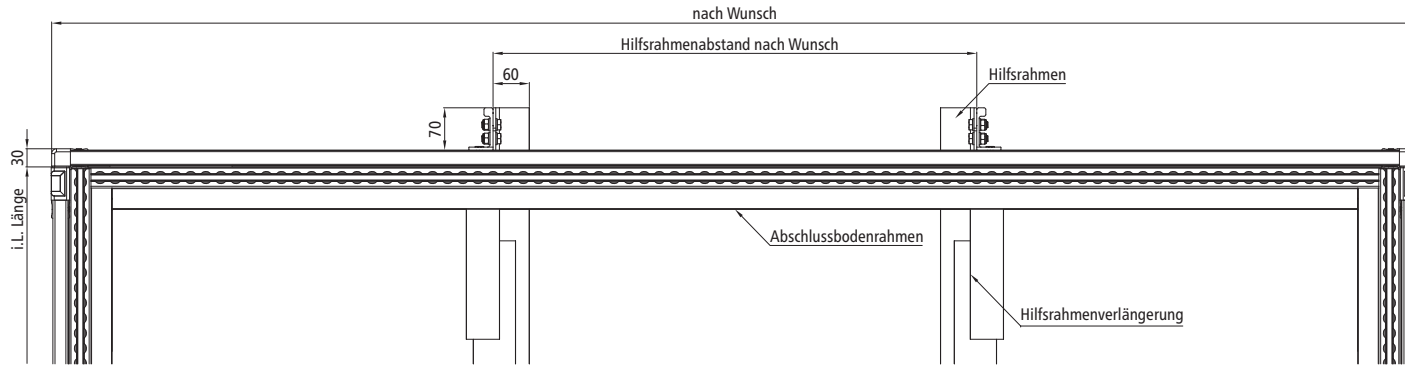 nach Wunsch
Hilfsrahmenabstand nach Wunsch
60
Hilfsrahmen
70
30
i.L. Länge
Abschlussbodenrahmen
Hilfsrahmenverlängerung